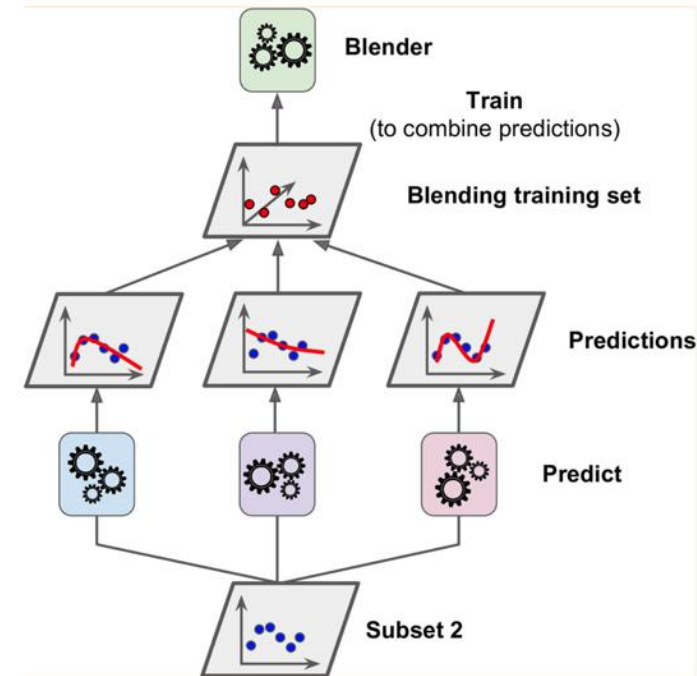 Blender
Train
(to combine predictions)
Blending training set
Predictions
Predict
Subset 2